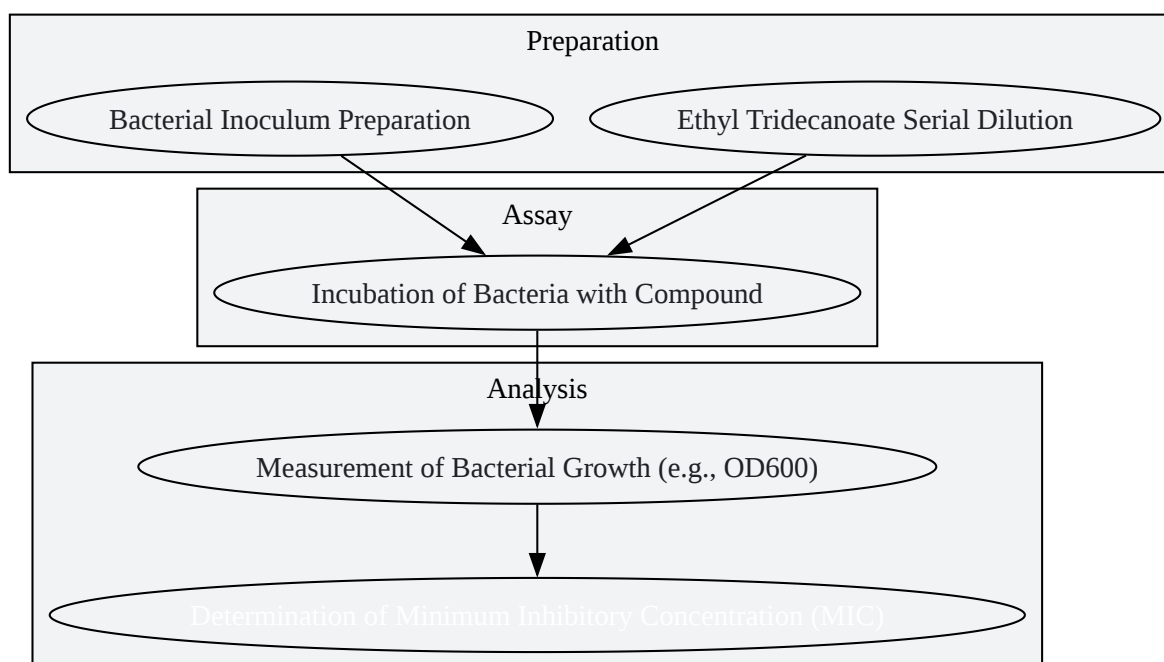 Preparation
Bacterial Inoculum Preparation
Ethyl Tridecanoate Serial Dilution
Assay
Incubation of Bacteria with Compound
Analysis
Measurement of Bacterial Growth (e.g., OD600)
Determination of Minimum Inhibitory Concentration (MIC)